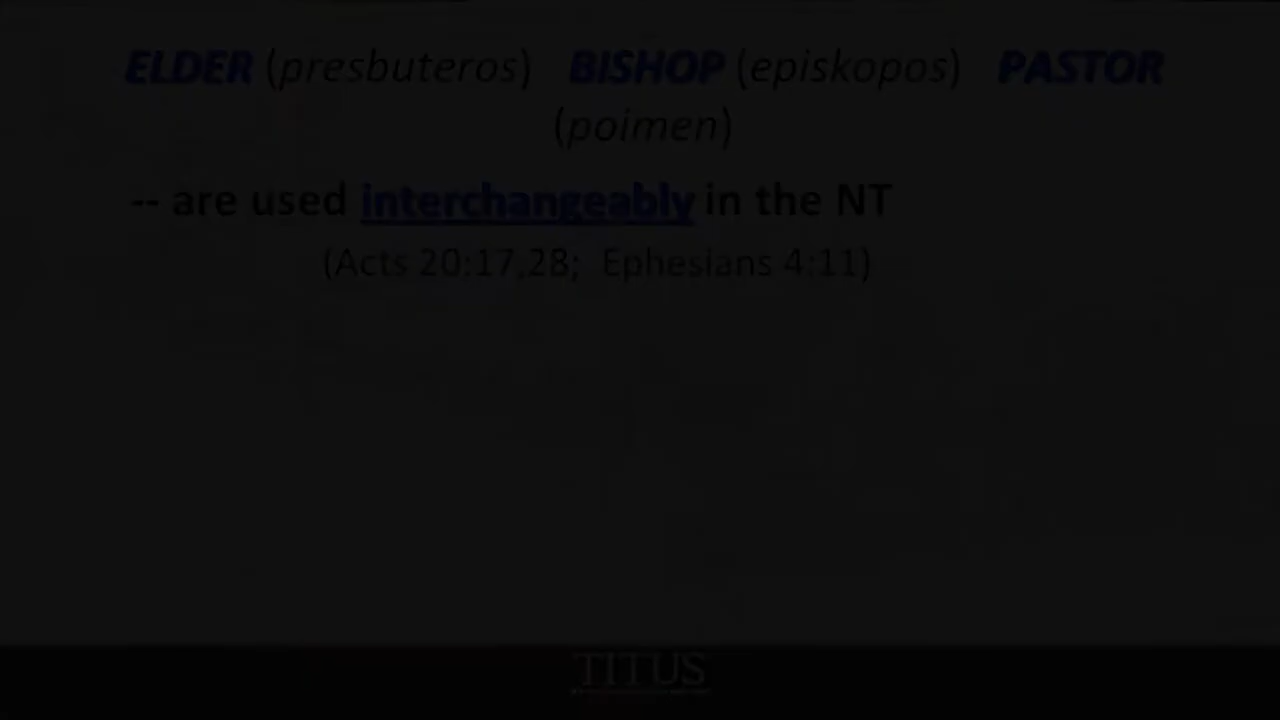 ELDER (presbuteros) BISHOP (episkopos) PASTOR
(poimen)
-- are used interchangeably in the NT
(Acts 20:17,28; Ephesians 4:11)
TITUS